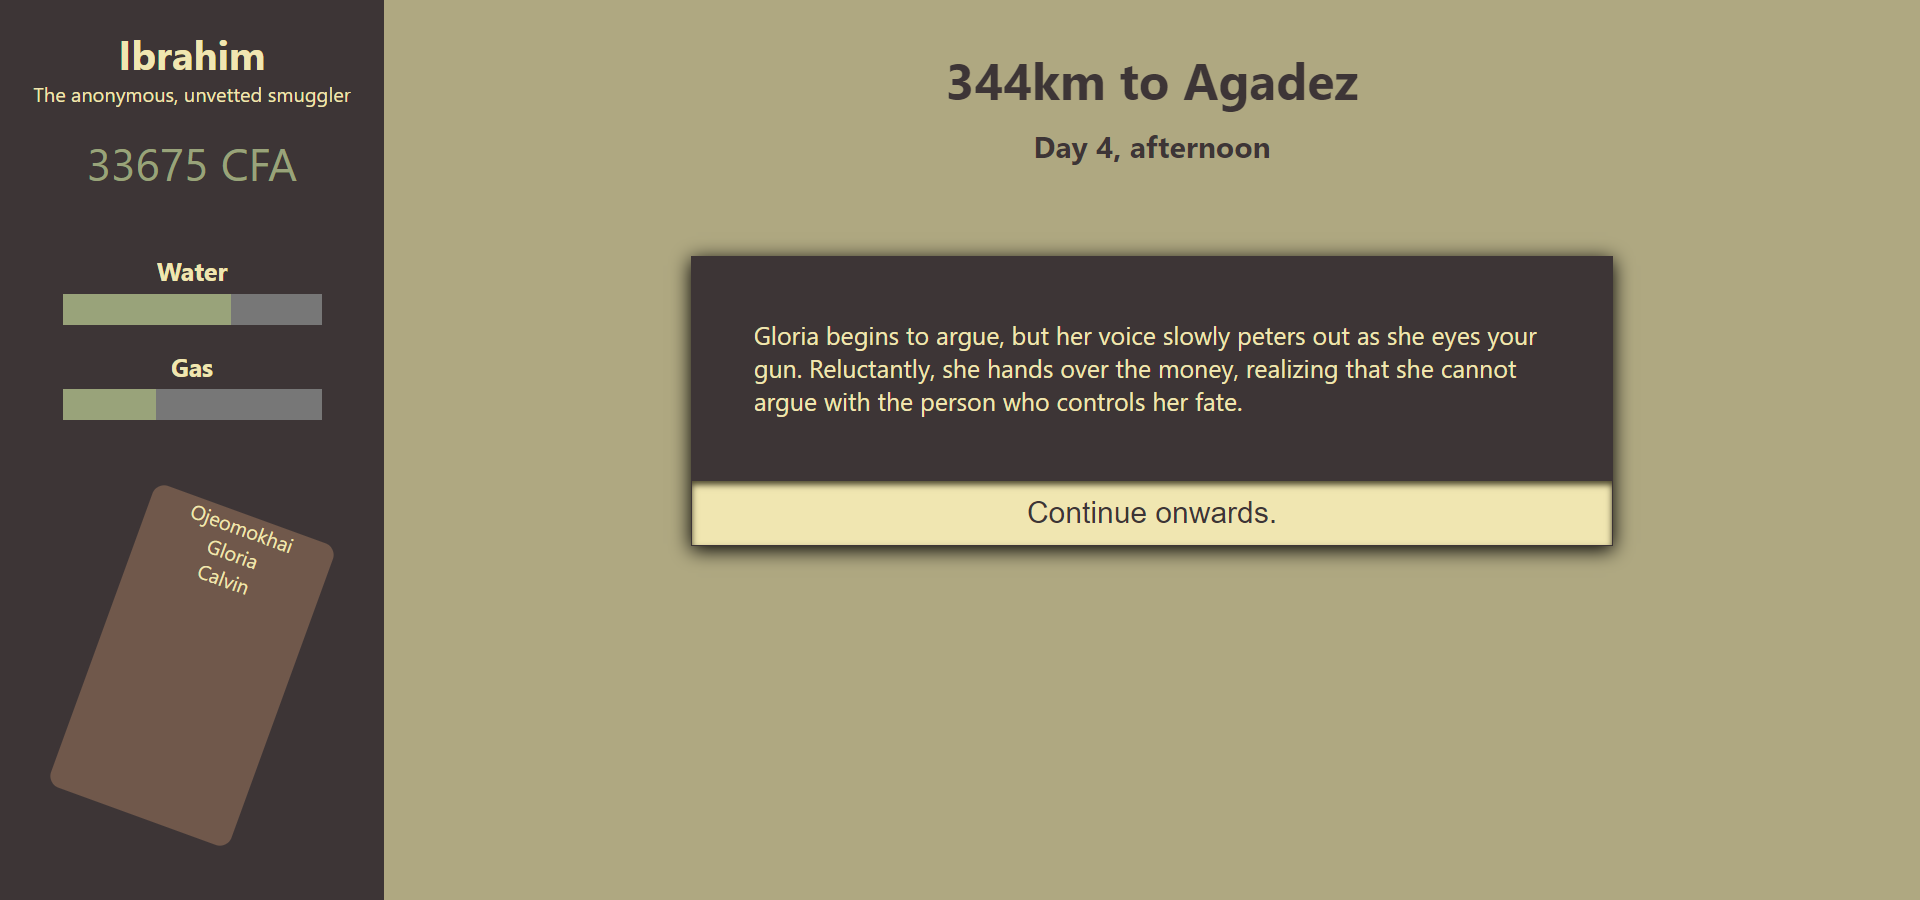 Ibrahim
The anonymous, unvetted smuggler
33675 CFA
Water
Gas
Ojeomokhai
Gloria
Calvin
344km to Agadez
Day 4, afternoon
Gloria begins to argue, but her voice slowly peters out as she eyes your
gun. Reluctantly, she hands over the money, realizing that she cannot
argue with the person who controls her fate.
Continue onwards.